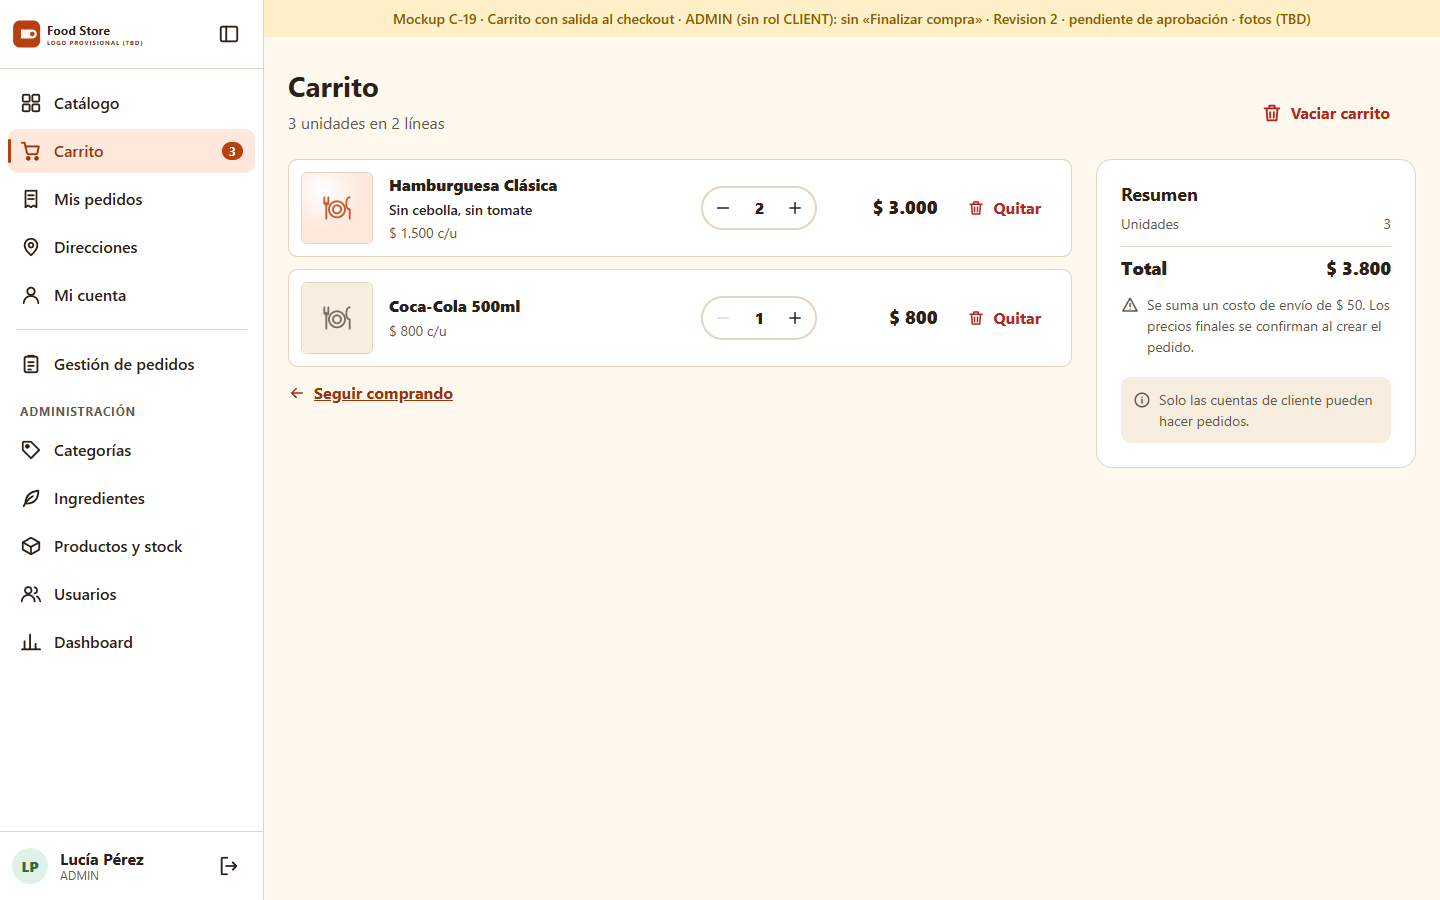 Food Store
LOGO PROVISIONAL (TBD)
Catálogo
Carrito 3
Mis pedidos
Direcciones
Mi cuenta
Gestión de pedidos
ADMINISTRACIÓN
Categorías
Ingredientes
Productos y stock
Usuarios
Dashboard
LP
Lucía Pérez
ADMIN
Mockup C-19 · Carrito con salida al checkout · ADMIN (sin rol CLIENT): sin «Finalizar compra» · Revision 2 · pendiente de aprobación · fotos (TBD)
Carrito
3 unidades en 2 líneas
Vaciar carrito
Hamburguesa Clásica
Sin cebolla, sin tomate
$ 1.500 c/u
− 2 +
$ 3.000
Quitar
Coca-Cola 500ml
$ 800 c/u
− 1 +
$ 800
Quitar
← Seguir comprando
Resumen
Unidades 3
Total $ 3.800
Se suma un costo de envío de $ 50. Los
precios finales se confirman al crear el
pedido.
Solo las cuentas de cliente pueden
hacer pedidos.